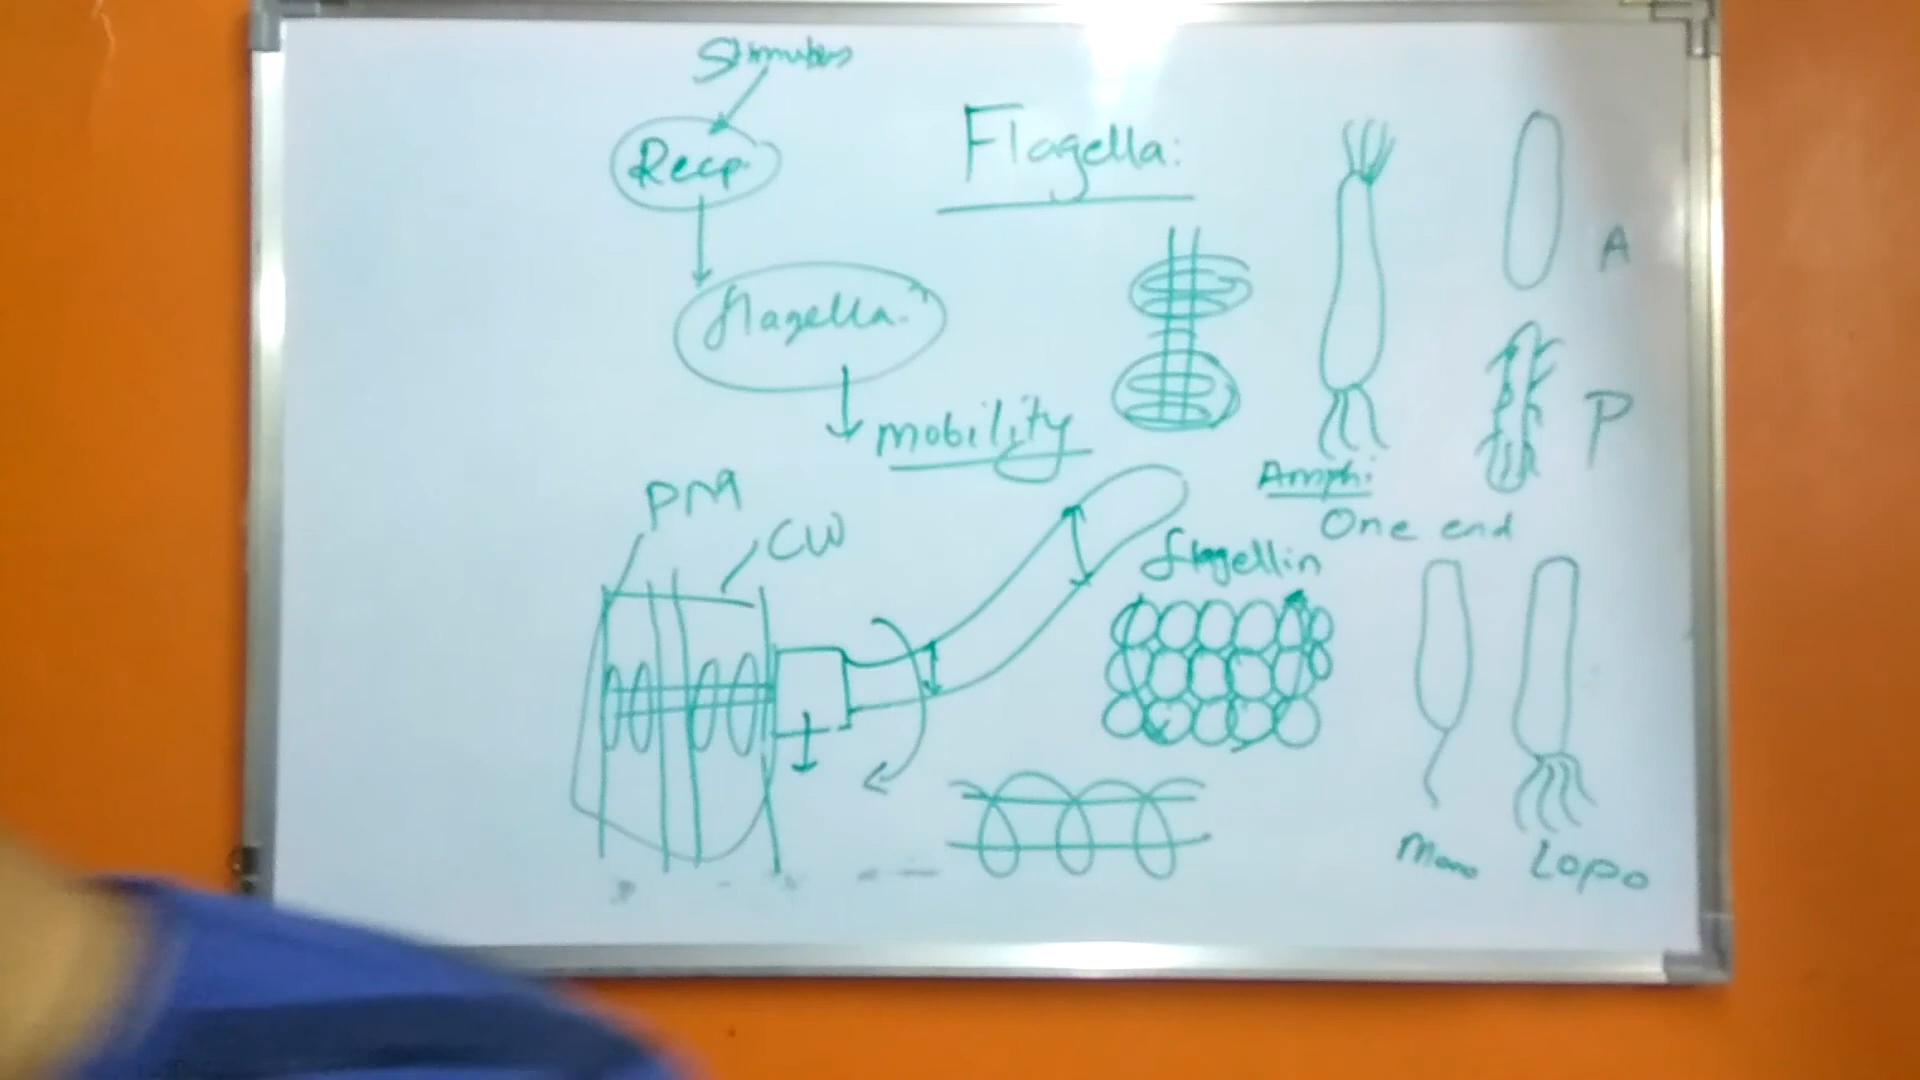 Stimulus
Recp.
Flagella:
flagella.
mobility
A
P
Amphi:
One end
PM
CW
flagellin
Mono
Lopo